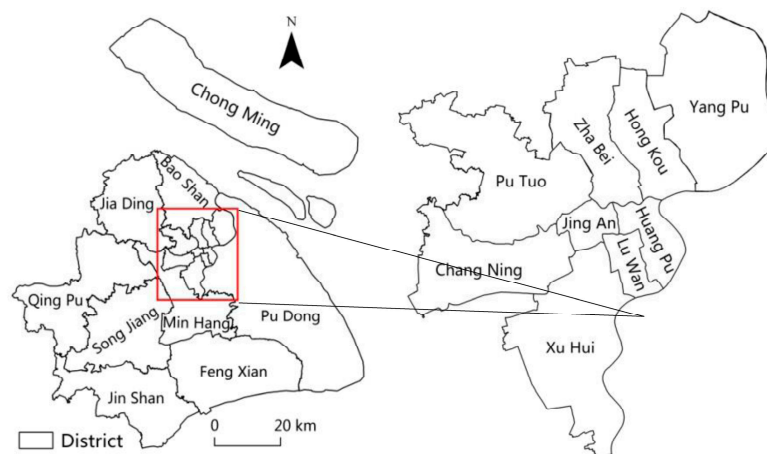 N
Chong Ming
Bao Shan
Jia Ding
Qing Pu
Song Jiang
Min Hang
Pu Dong
Feng Xian
Jin Shan
District
0 20 km
Yang Pu
Hong Kou
Zha Bei
Pu Tuo
Jing An
Huang Pu
Lu Wan
Chang Ning
Xu Hui